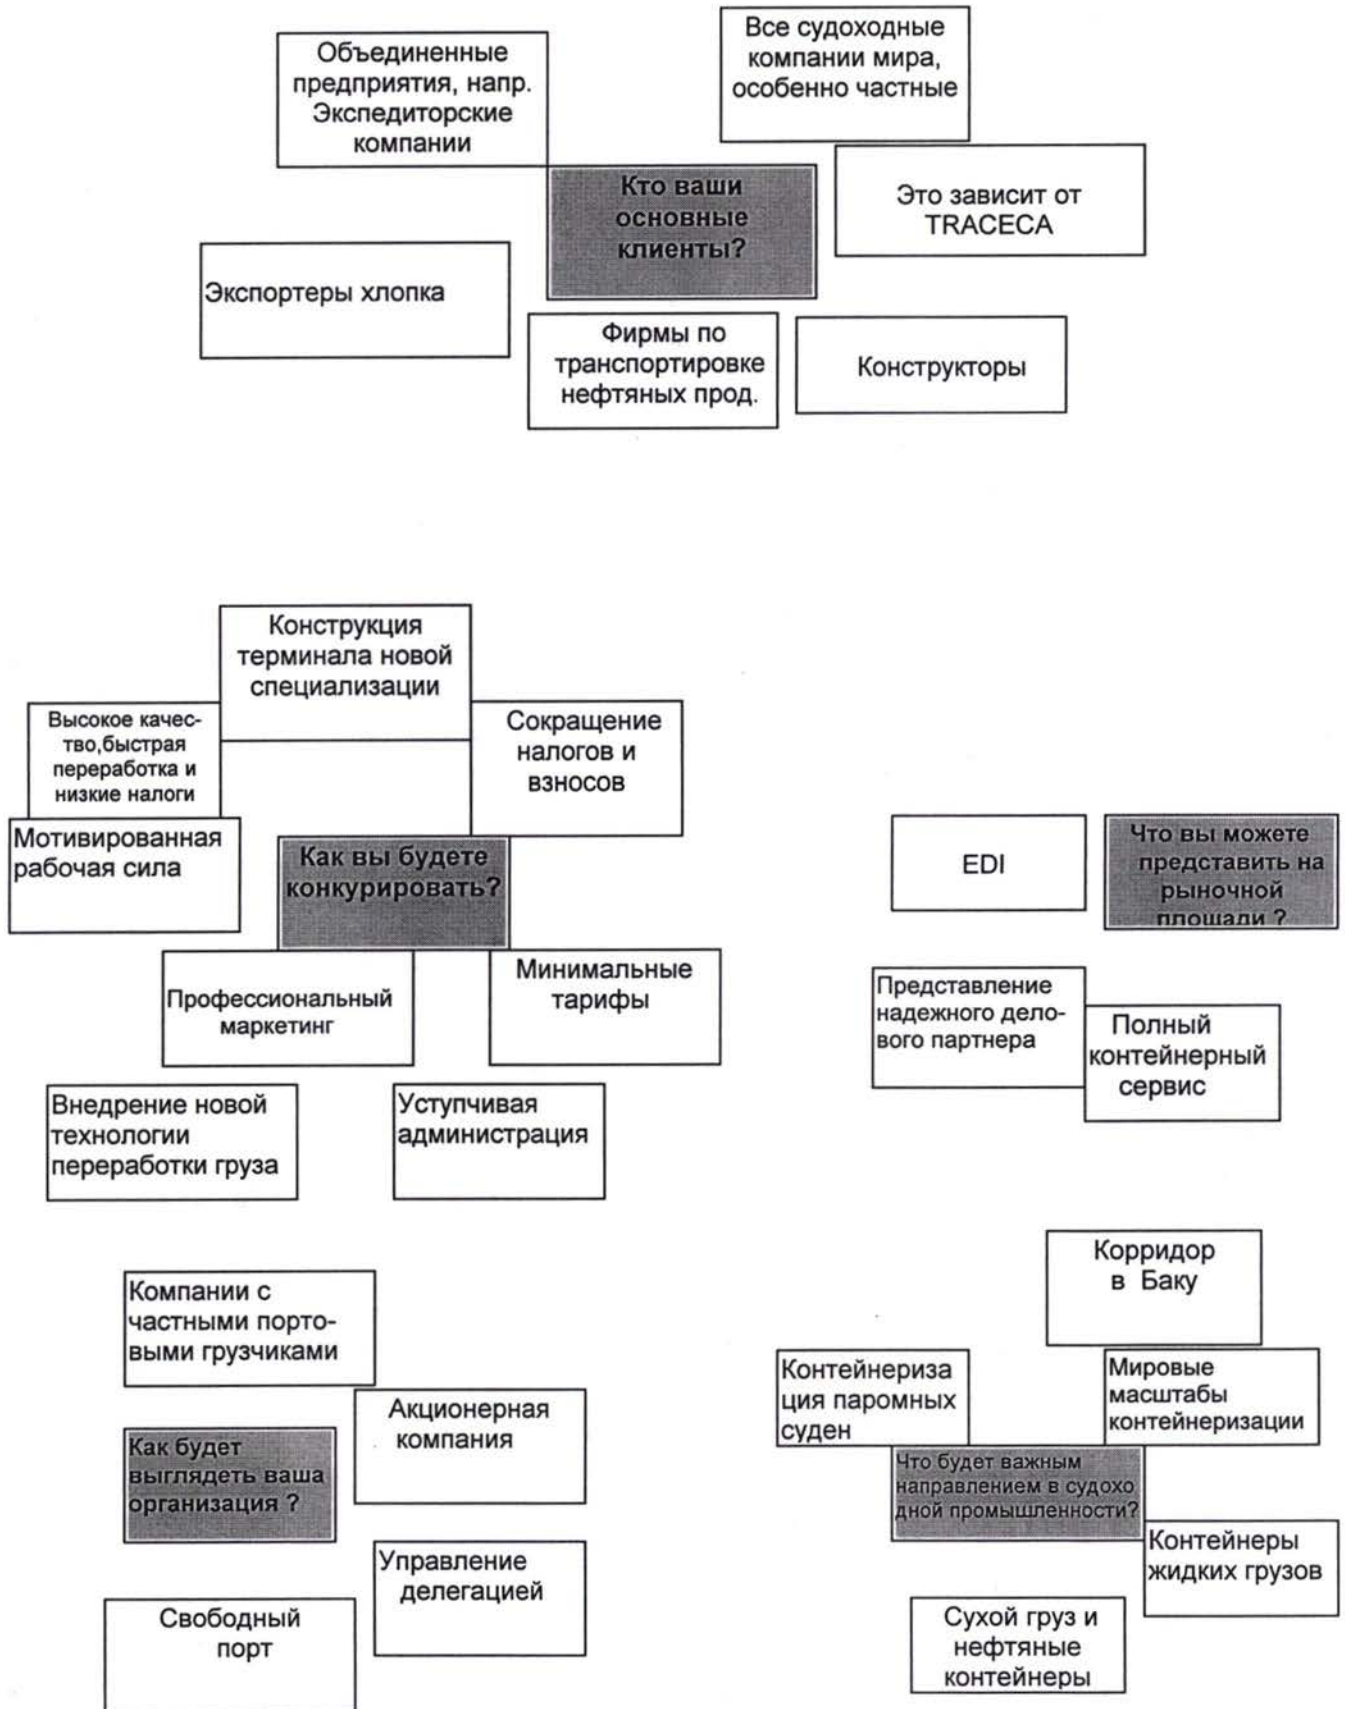 Объединенные
предприятия, напр.
Экспедиторские
компании
Все судоходные
компании мира,
особенно частные
Кто ваши
основные
клиенты?
Это зависит от
TRACECA
Экспортеры хлопка
Фирмы по
транспортировке
нефтяных прод.
Конструкторы
Конструкция
терминала новой
специализации
Высокое качес-
тво,быстрая
переработка и
низкие налоги
Сокращение
налогов и
взносов
Мотивированная
рабочая сила
Как вы будете
конкурировать?
Профессиональный
маркетинг
Минимальные
тарифы
Внедрение новой
технологии
переработки груза
Уступчивая
администрация
EDI
Что вы можете
представить на
рыночной
площади ?
Представление
надежного дело-
вого партнера
Полный
контейнерный
сервис
Компании с
частными порто-
выми грузчиками
Акционерная
компания
Как будет
выглядеть ваша
организация ?
Управление
делегацией
Свободный
порт
Корридор
в Баку
Контейнериза
ция паромных
суден
Мировые
масштабы
контейнеризации
Что будет важным
направлением в судохо
дной промышленности?
Контейнеры
жидких грузов
Сухой груз и
нефтяные
контейнеры